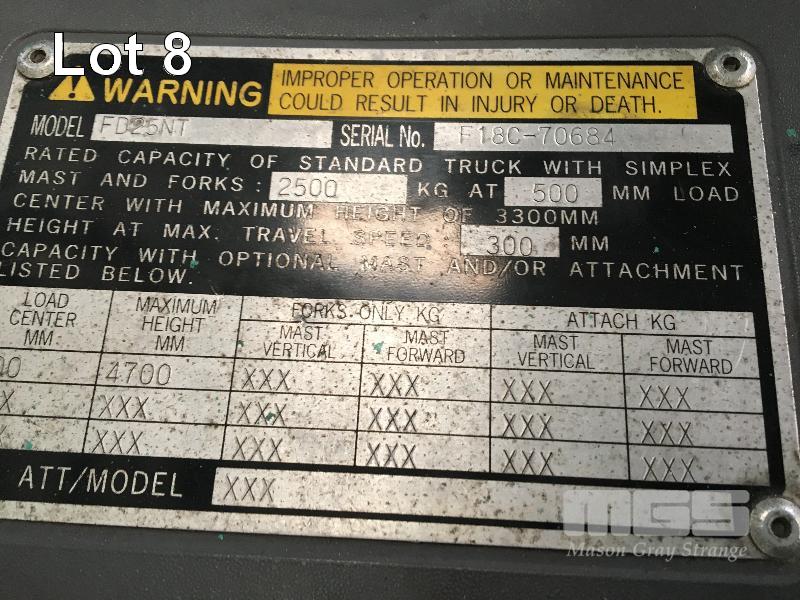 Lot 8
WARNING
IMPROPER OPERATION OR MAINTENANCE
COULD RESULT IN INJURY OR DEATH.
MODEL FD25NT SERIAL No. F18C-70684
RATED CAPACITY OF STANDARD TRUCK WITH SIMPLEX
MAST AND FORKS: 2500 KG AT 500 MM LOAD
CENTER WITH MAXIMUM HEIGHT OF 3300MM
HEIGHT AT MAX. TRAVEL SPEED: 300 MM
CAPACITY WITH OPTIONAL MAST AND/OR ATTACHMENT
LISTED BELOW.
LOAD CENTER MM
MAXIMUM HEIGHT MM
FORKS ONLY KG
ATTACH KG
MAST VERTICAL
MAST FORWARD
MAST VERTICAL
MAST FORWARD
00 4700 XXX XXX XXX XXX
X XXX XXX XXX XXX XXX
XXX XXX XXX XXX XXX
ATT/MODEL XXX
MGS
Mason Gray Strange